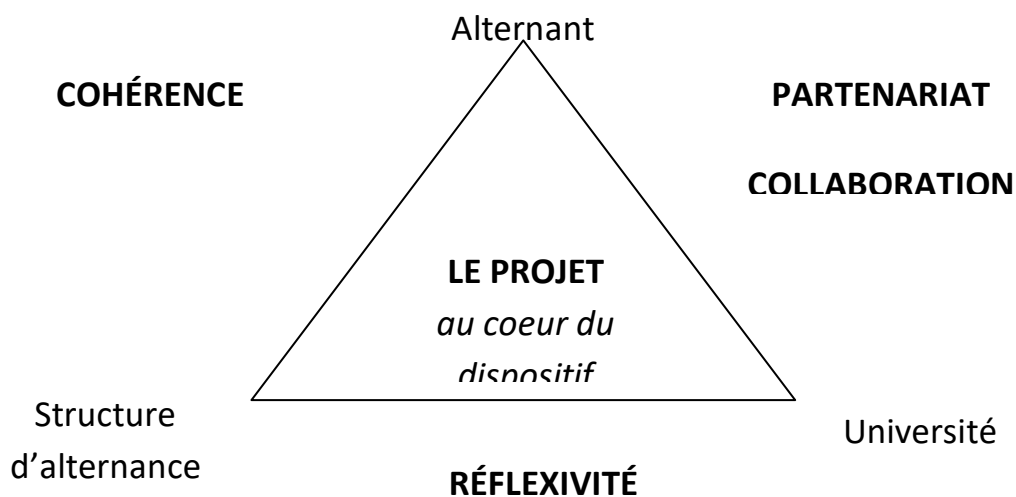 Alternant
COHÉRENCE
PARTENARIAT
COLLABORATION
LE PROJET
au coeur du
dispositif
Structure
d’alternance
Université
RÉFLEXIVITÉ